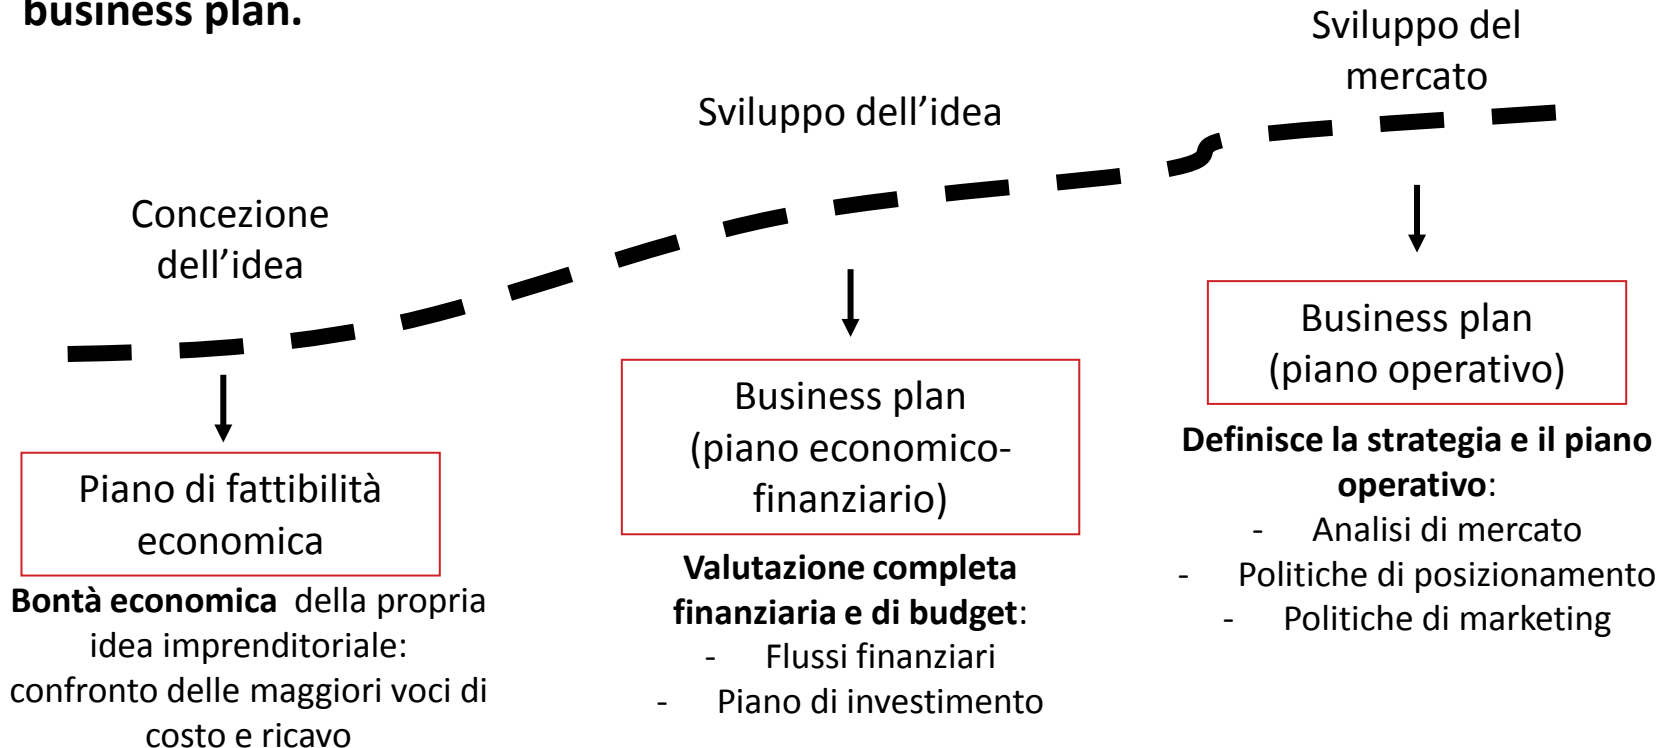 business plan.
Concezione
dell’idea
Piano di fattibilità
economica
Bontà economica della propria
idea imprenditoriale:
confronto delle maggiori voci di
costo e ricavo
Sviluppo dell’idea
Business plan
(piano economico-
finanziario)
Valutazione completa
finanziaria e di budget:
- Flussi finanziari
- Piano di investimento
Sviluppo del
mercato
Business plan
(piano operativo)
Definisce la strategia e il piano
operativo:
- Analisi di mercato
- Politiche di posizionamento
- Politiche di marketing